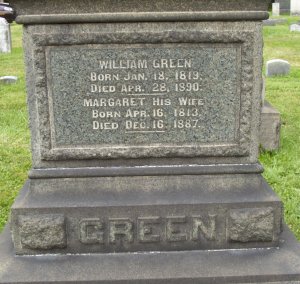 WILLIAM GREEN
BORN JAN. 18, 1819.
DIED APR. 28, 1890.
MARGARET HIS WIFE
BORN APR. 16, 1813.
DIED DEC. 16, 1887.
GREEN